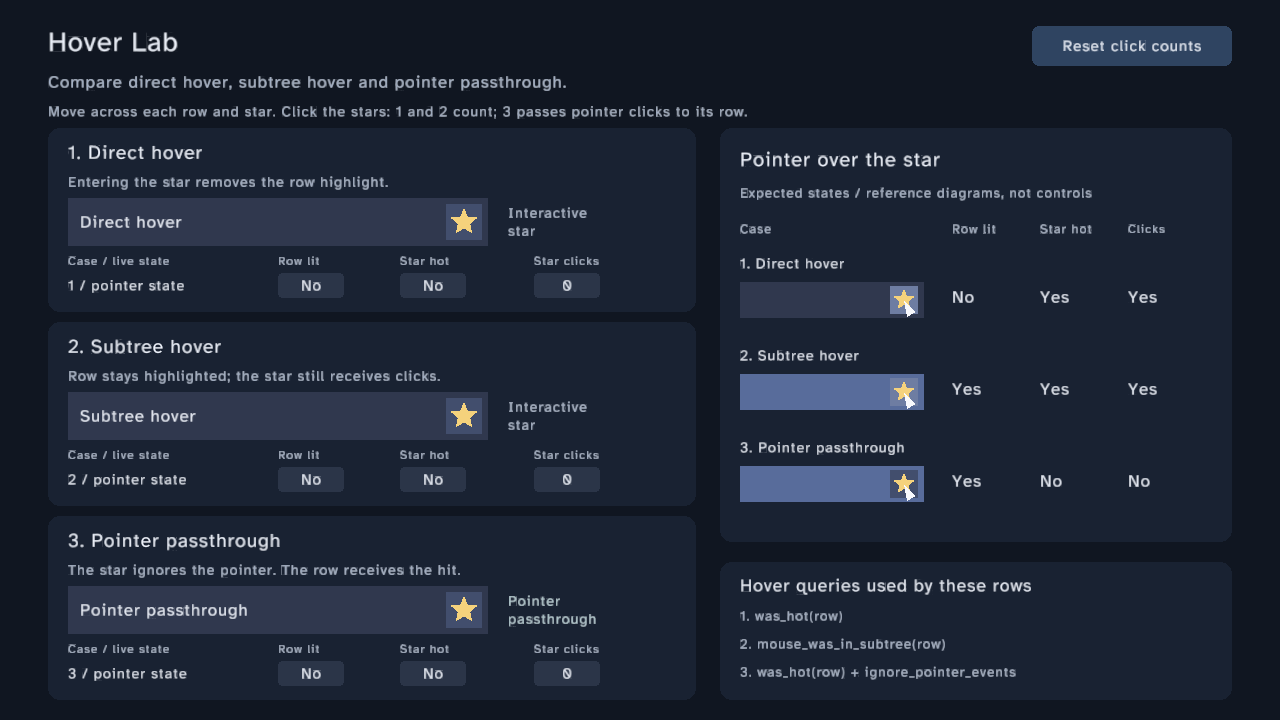 Hover Lab
Reset click counts
Compare direct hover, subtree hover and pointer passthrough.
Move across each row and star. Click the stars: 1 and 2 count; 3 passes pointer clicks to its row.
1. Direct hover
Entering the star removes the row highlight.
Direct hover
Interactive
star
Case / live state Row lit Star hot Star clicks
1 / pointer state No No 0
2. Subtree hover
Row stays highlighted; the star still receives clicks.
Subtree hover
Interactive
star
Case / live state Row lit Star hot Star clicks
2 / pointer state No No 0
3. Pointer passthrough
The star ignores the pointer. The row receives the hit.
Pointer passthrough
Pointer
passthrough
Case / live state Row lit Star hot Star clicks
3 / pointer state No No 0
Pointer over the star
Expected states / reference diagrams, not controls
Case Row lit Star hot Clicks
1. Direct hover
No Yes Yes
2. Subtree hover
Yes Yes Yes
3. Pointer passthrough
Yes No No
Hover queries used by these rows
1. was_hot(row)
2. mouse_was_in_subtree(row)
3. was_hot(row) + ignore_pointer_events